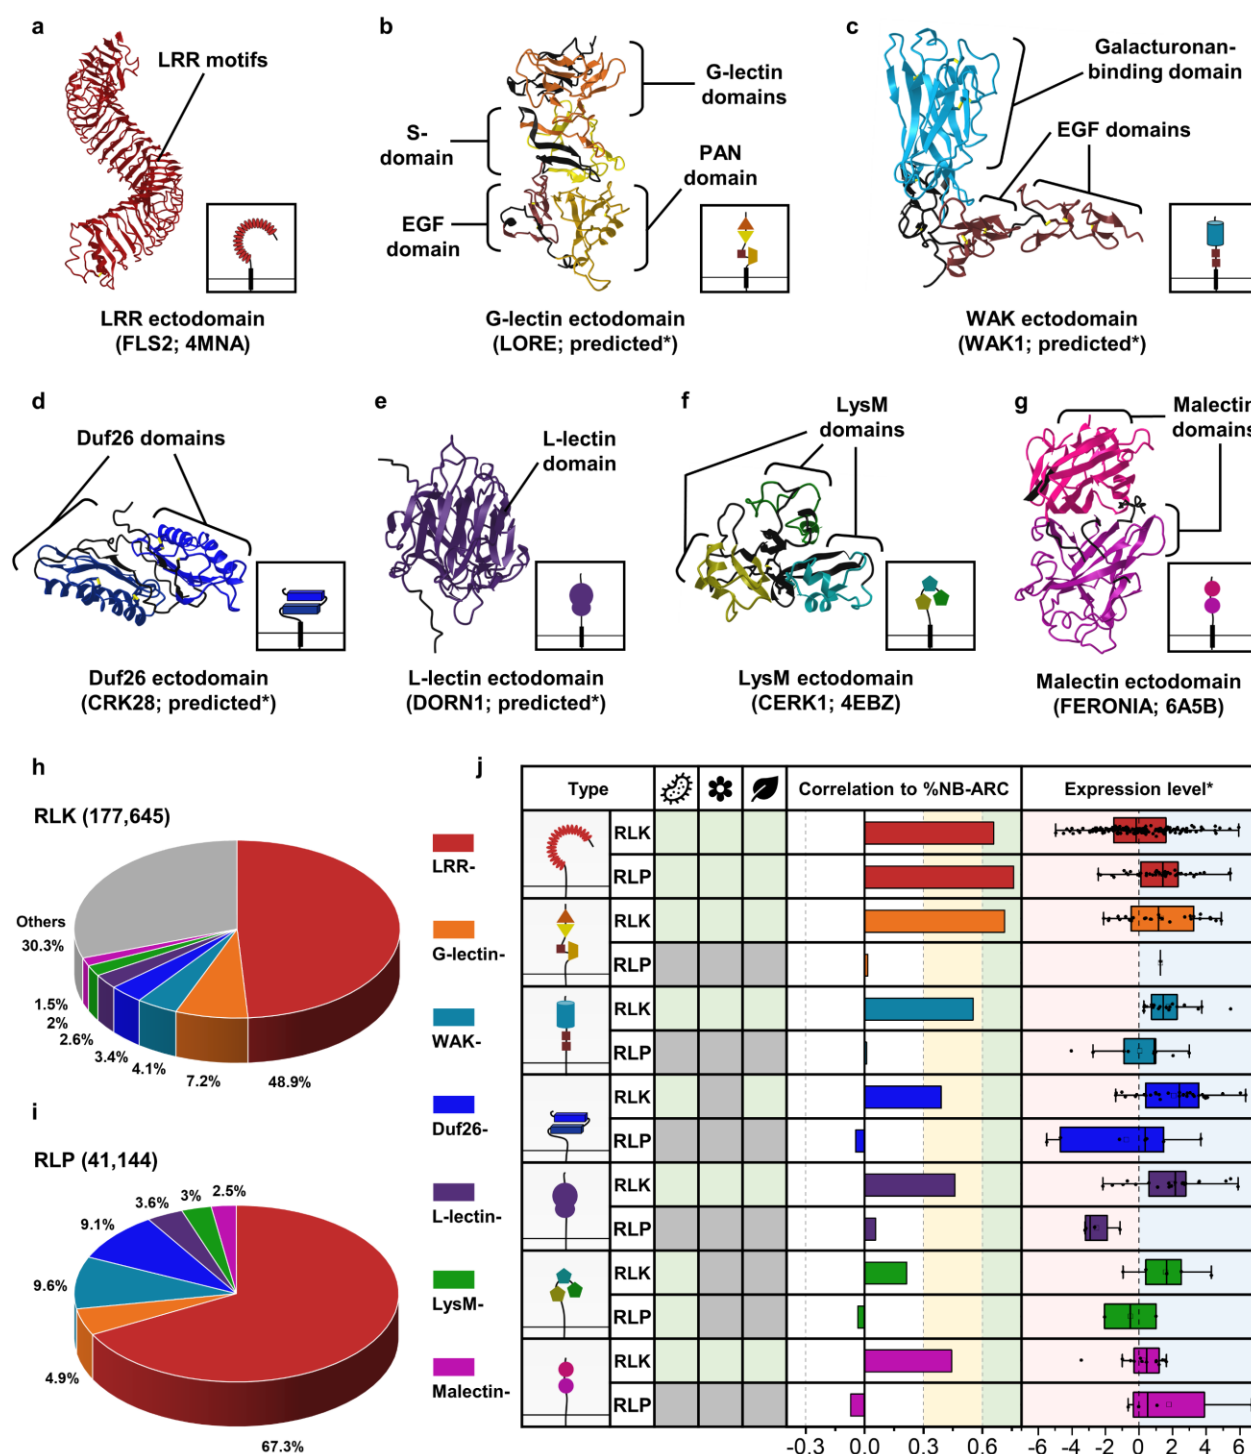 a
LRR motifs
LRR ectodomain
(FLS2; 4MNA)
b
G-lectin
domains
S-
domain
PAN
domain
EGF
domain
G-lectin ectodomain
(LORE; predicted*)
c
Galacturonan-
binding domain
EGF domains
WAK ectodomain
(WAK1; predicted*)
d
Duf26 domains
Duf26 ectodomain
(CRK28; predicted*)
e
L-lectin
domain
L-lectin ectodomain
(DORN1; predicted*)
f
LysM
domains
LysM ectodomain
(CERK1; 4EBZ)
g
Malectin
domains
Malectin ectodomain
(FERONIA; 6A5B)
h
RLK (177,645)
Others
30.3%
1.5%
2%
2.6%
3.4%
4.1%
7.2%
48.9%
i
RLP (41,144)
2.5%
3%
3.6%
9.1%
9.6%
4.9%
67.3%
LRR-
G-lectin-
WAK-
Duf26-
L-lectin-
LysM-
Malectin-
j
Type
Correlation to %NB-ARC
Expression level*
RLK
RLP
RLK
RLP
RLK
RLP
RLK
RLP
RLK
RLP
RLK
RLP
RLK
RLP
-0.3 0.0 0.3 0.6
-6 -4 -2 0 2 4 6